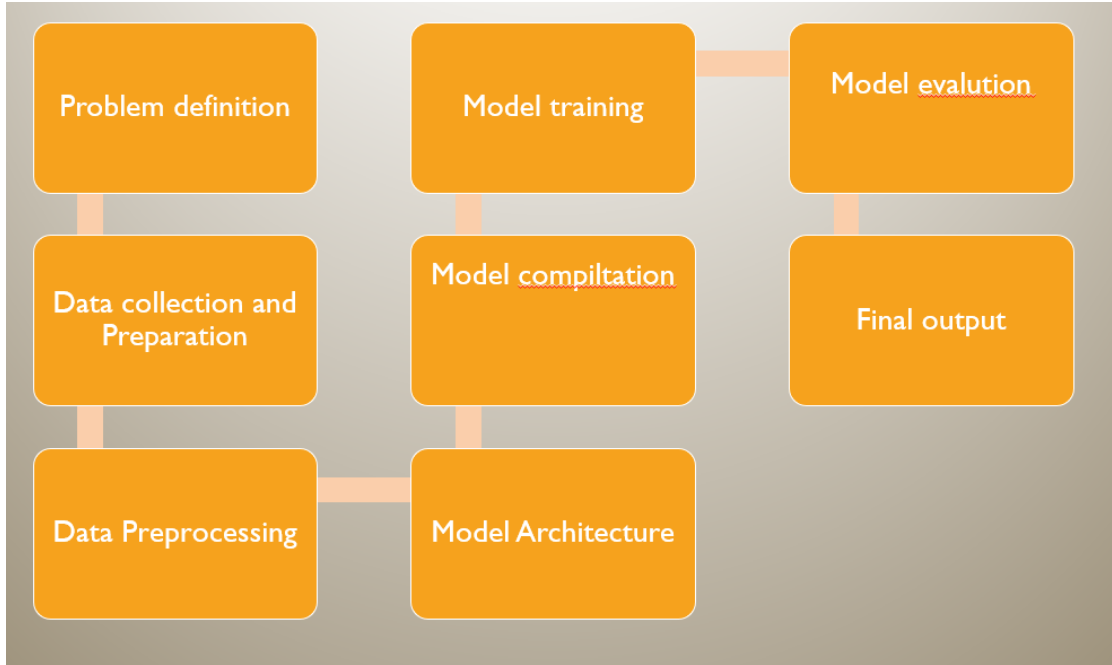 Problem definition
Data collection and
Preparation
Data Preprocessing
Model Architecture
Model compiltation
Model training
Model evalution
Final output